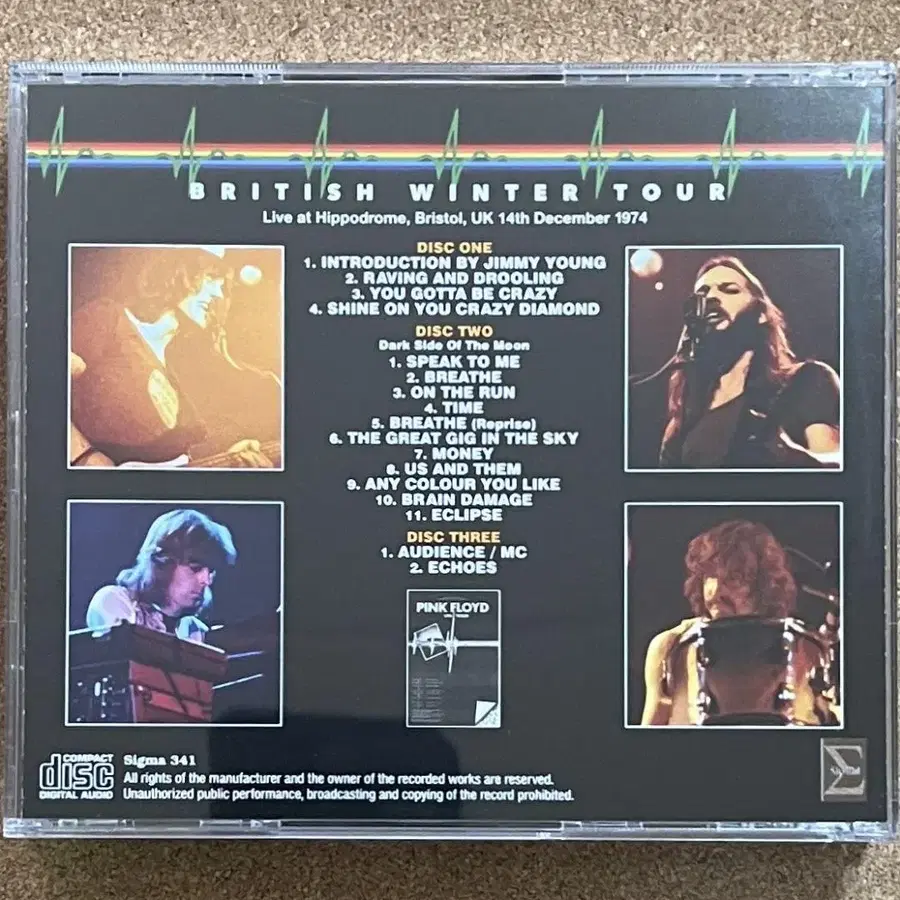 BRITISH WINTER TOUR
Live at Hippodrome, Bristol, UK 14th December 1974
DISC ONE
1. INTRODUCTION BY JIMMY YOUNG
2. RAVING AND DROOLING
3. YOU GOTTA BE CRAZY
4. SHINE ON YOU CRAZY DIAMOND
DISC TWO
Dark Side Of The Moon
1. SPEAK TO ME
2. BREATHE
3. ON THE RUN
4. TIME
5. BREATHE (Reprise)
6. THE GREAT GIG IN THE SKY
7. MONEY
8. US AND THEM
9. ANY COLOUR YOU LIKE
10. BRAIN DAMAGE
11. ECLIPSE
DISC THREE
1. AUDIENCE / MC
2. ECHOES
PINK FLOYD
COMPACT
disc
DIGITAL AUDIO
Sigma 341
All rights of the manufacturer and the owner of the recorded works are reserved.
Unauthorized public performance, broadcasting and copying of the record prohibited.
Σ